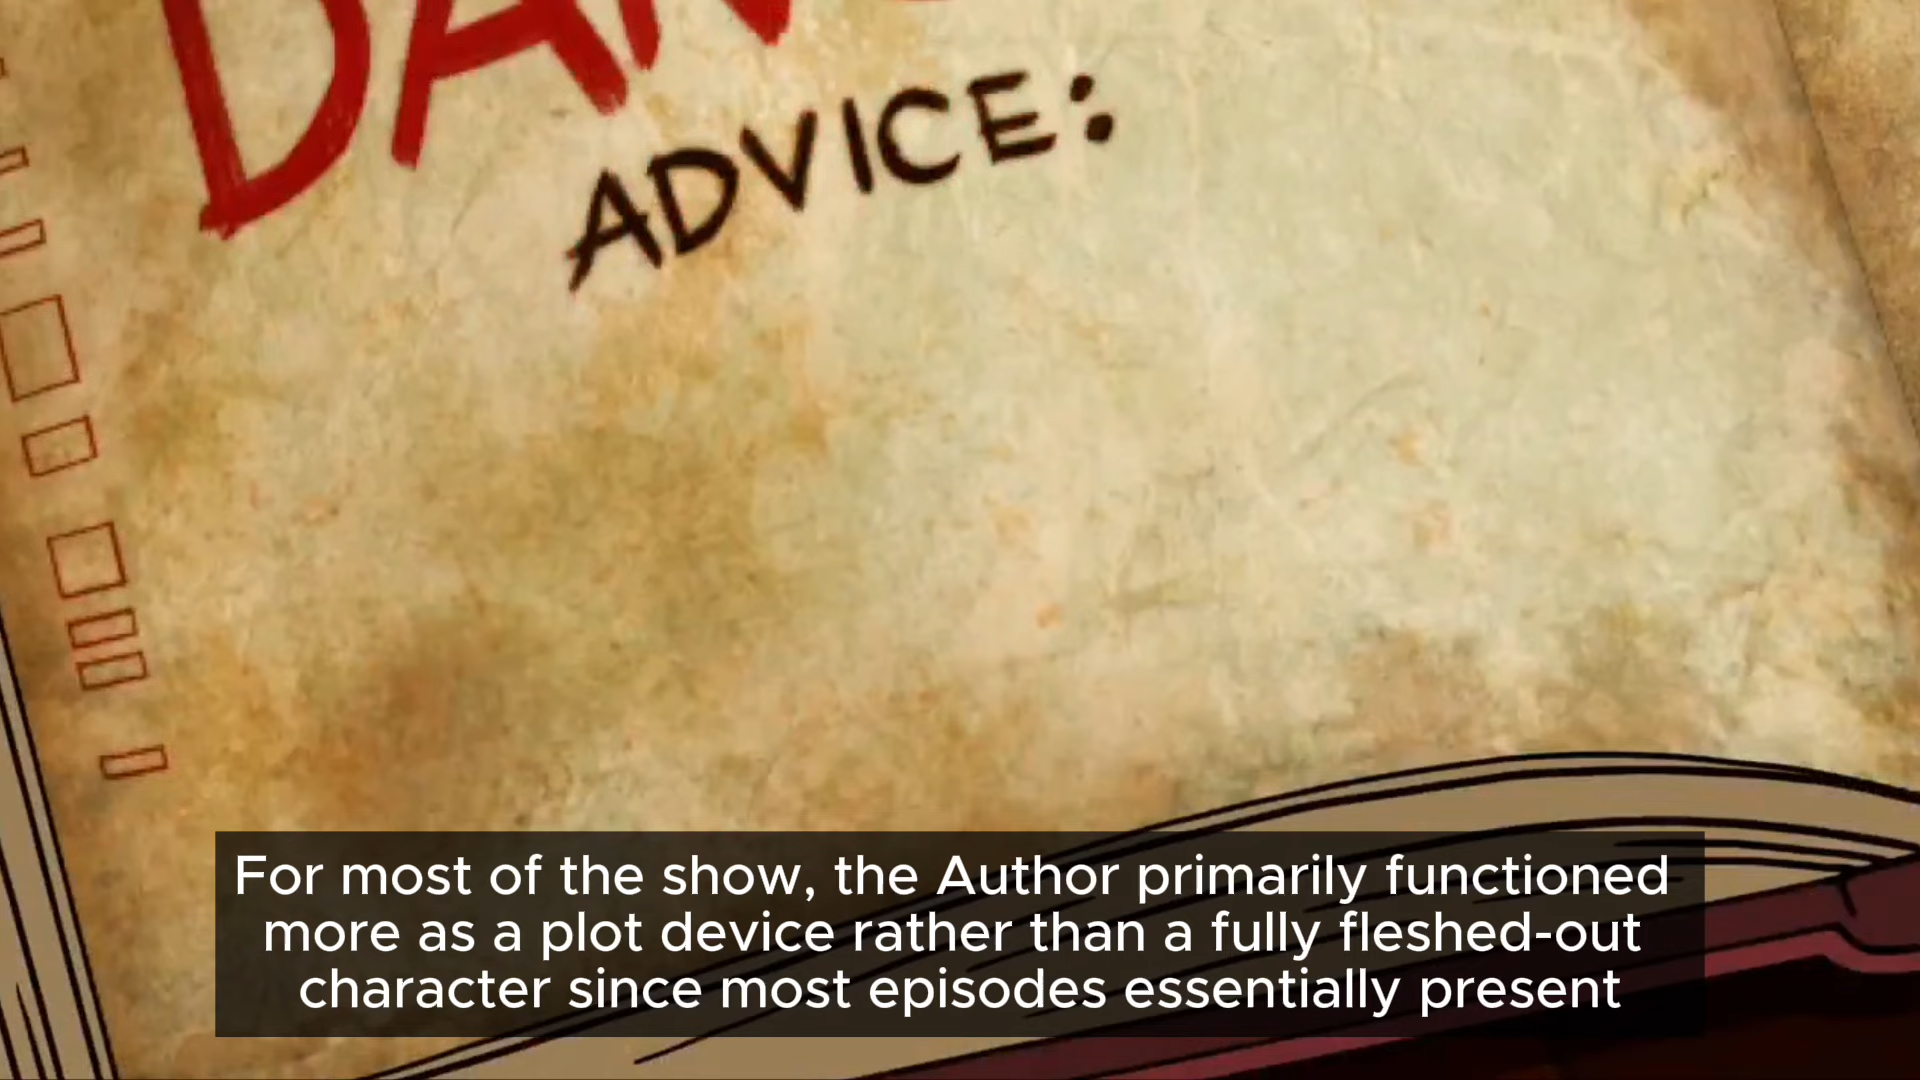 ADVICE:
For most of the show, the Author primarily functioned
more as a plot device rather than a fully fleshed-out
character since most episodes essentially present